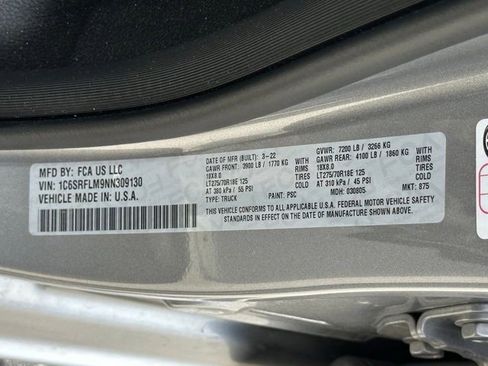 MFD BY: FCA US LLC
VIN: 1C6SRFLM9NN309130
VEHICLE MADE IN: U.S.A.
MFD (BUILT): 3-22
GVWR: 7200 LB / 3266 KG
GAWR FRONT: 3900 LB / 1770 KG WITH
GAWR REAR: 4100 LB / 1860 KG WITH
18X8.0 RIMS
18X8.0 RIMS
LT275/70R18E 125 TIRES
LT275/70R18E 125 TIRES
AT 380 kPa / 55 PSI COLD
AT 310 kPa / 45 PSI COLD
TYPE: TRUCK PAINT: PSC MDH: 030805 MKT: 875
THIS VEHICLE CONFORMS TO ALL APPLICABLE U.S.A. FEDERAL MOTOR VEHICLE SAFETY
STANDARDS IN EFFECT ON THE DATE OF MANUFACTURE SHOWN ABOVE.